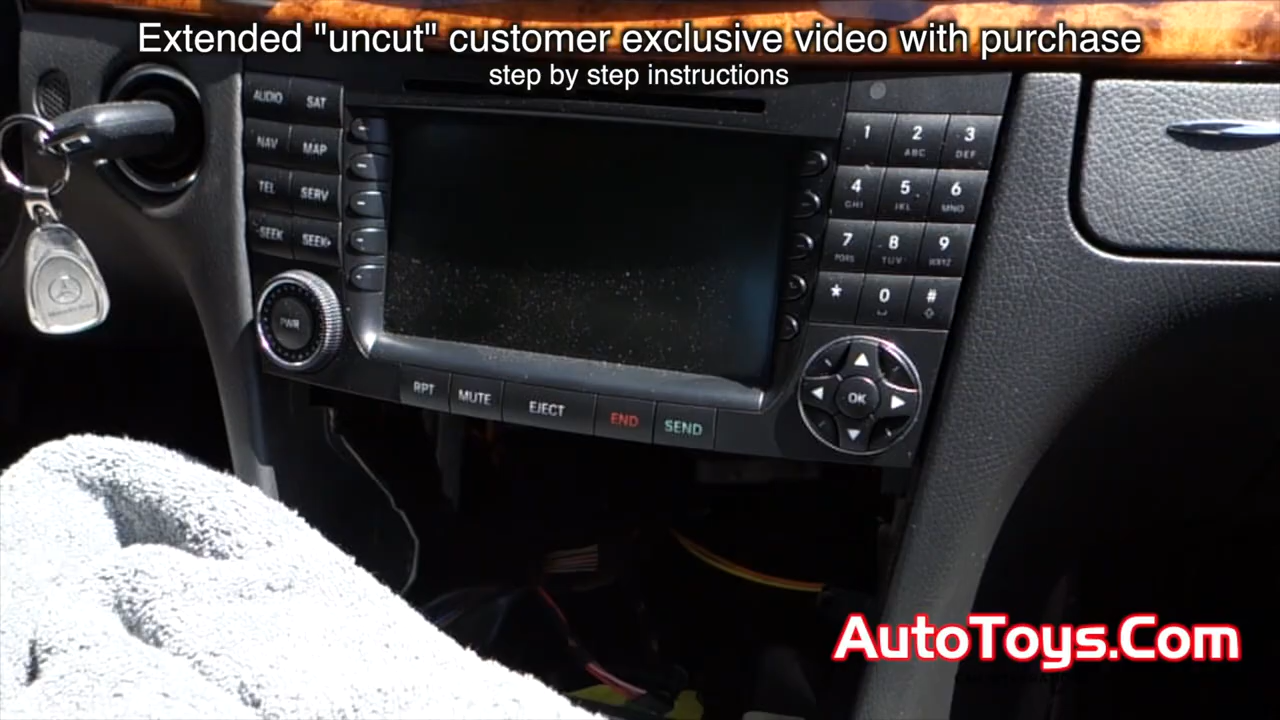 Extended "uncut" customer exclusive video with purchase
step by step instructions
AUDIO SAT
NAV MAP
TEL SERV
-SEEK SEEK+
PWR
RPT MUTE EJECT END SEND
1 2 3
ABC DEF
4 5 6
GHI JKL MNO
7 8 9
PQRS TUV WXYZ
* 0 #
OK
AutoToys.Com